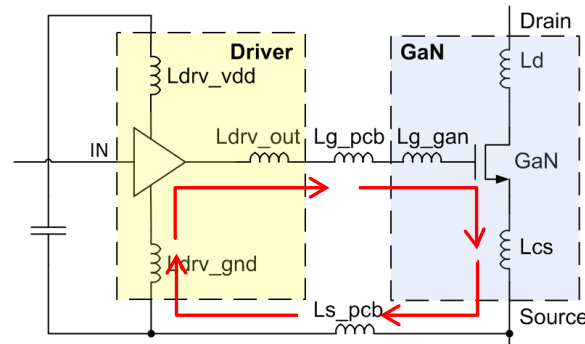 Drain
Driver
GaN
Ldrv_vdd
Ld
IN
Ldrv_out
Lg_pcb
Lg_gan
GaN
Ldrv_gnd
Lcs
Ls_pcb
Source